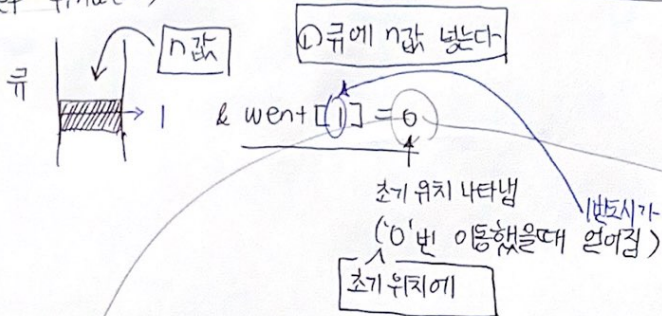 n값
① 큐에 n값 넣는다
큐
1 & went[1] = 0
초기 위치 나타냄
1번도시가
('0'번 이동했을때 얻어짐)
초기 위치에